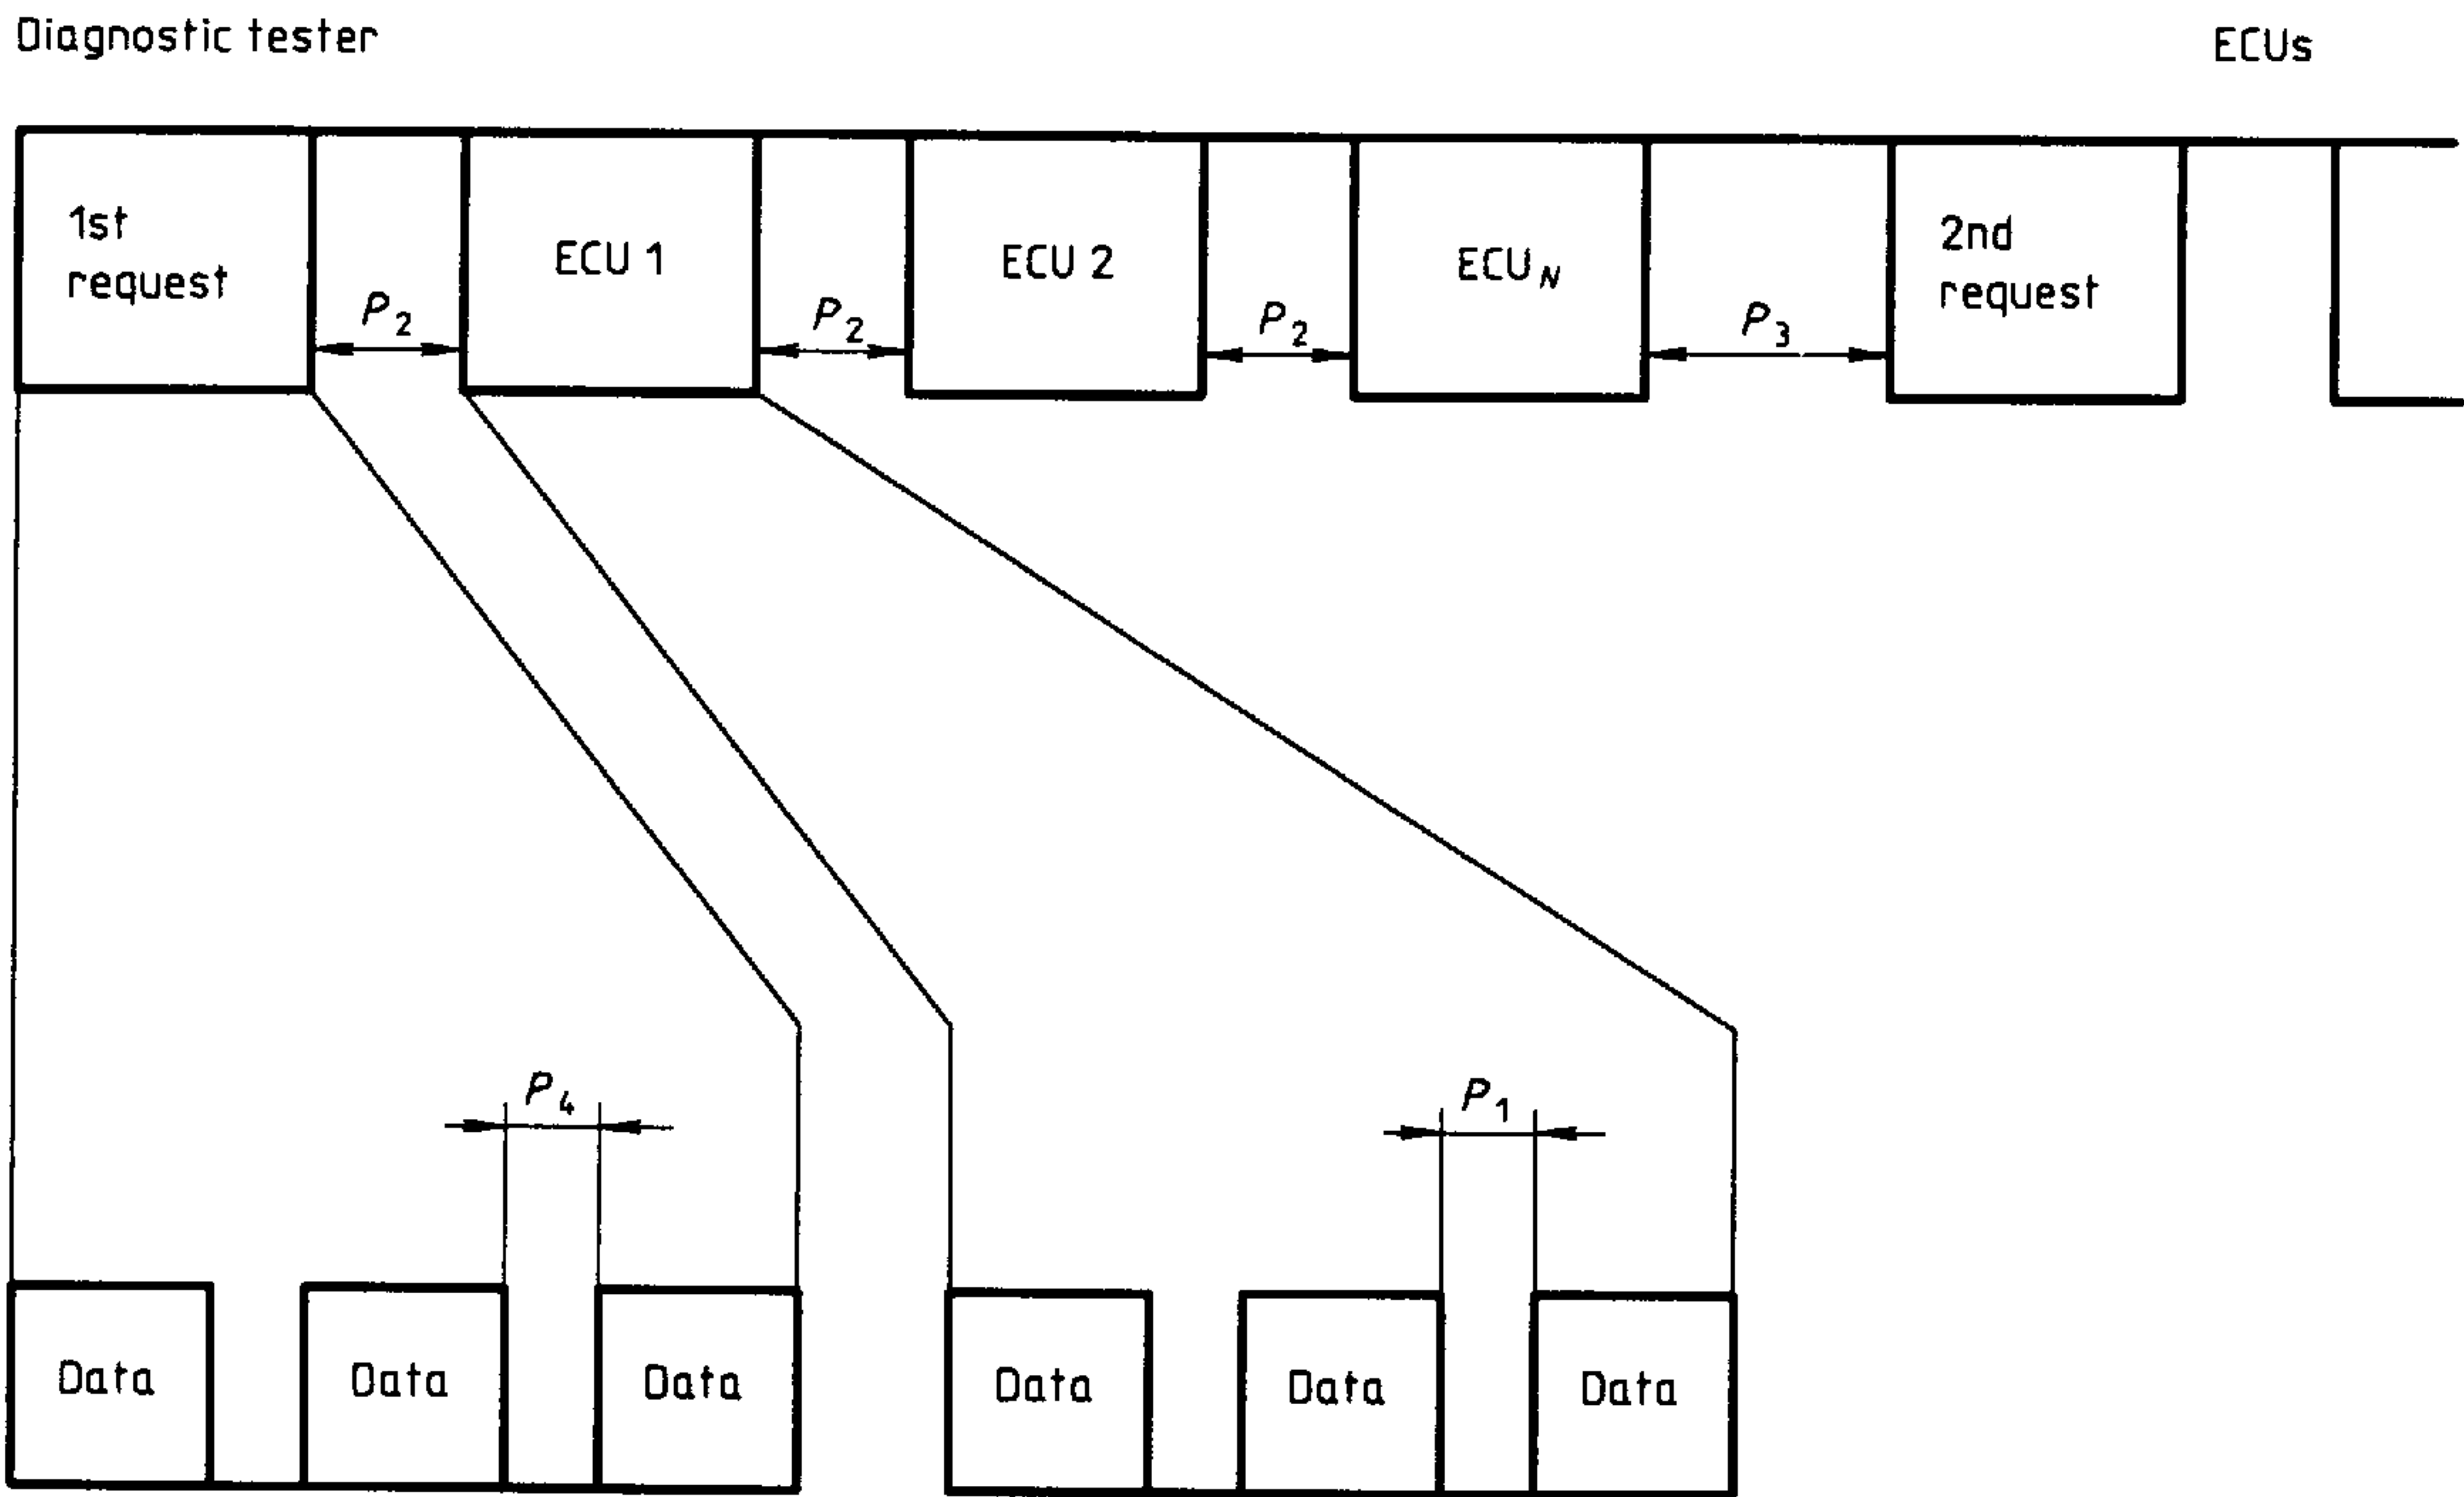 Diagnostic tester
ECUs
1st
request
P2
ECU 1
P2
ECU 2
P2
ECU N
P3
2nd
request
P4
P1
Data
Data
Data
Data
Data
Data